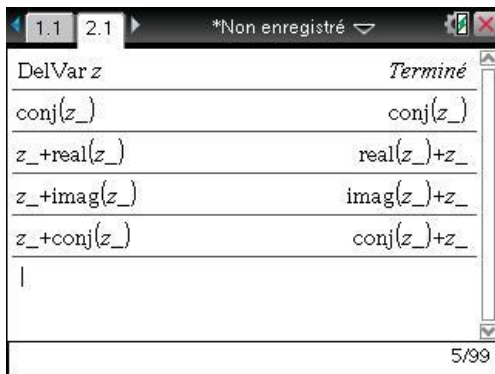 1.1 2.1 *Non enregistré
DelVar z Terminé
conj(z_) conj(z_)
z_+real(z_) real(z_)+z_
z_+imag(z_) imag(z_)+z_
z_+conj(z_) conj(z_)+z_
5/99